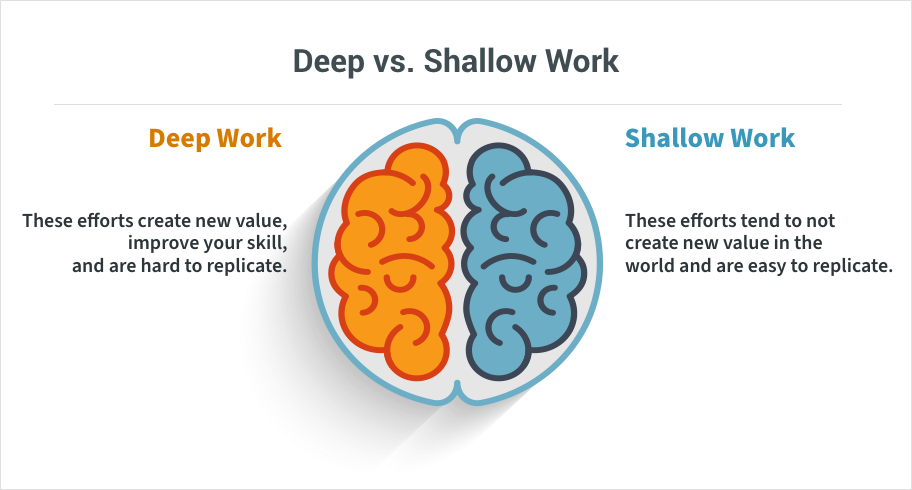 Deep vs. Shallow Work
Deep Work
These efforts create new value,
improve your skill,
and are hard to replicate.
Shallow Work
These efforts tend to not
create new value in the
world and are easy to replicate.